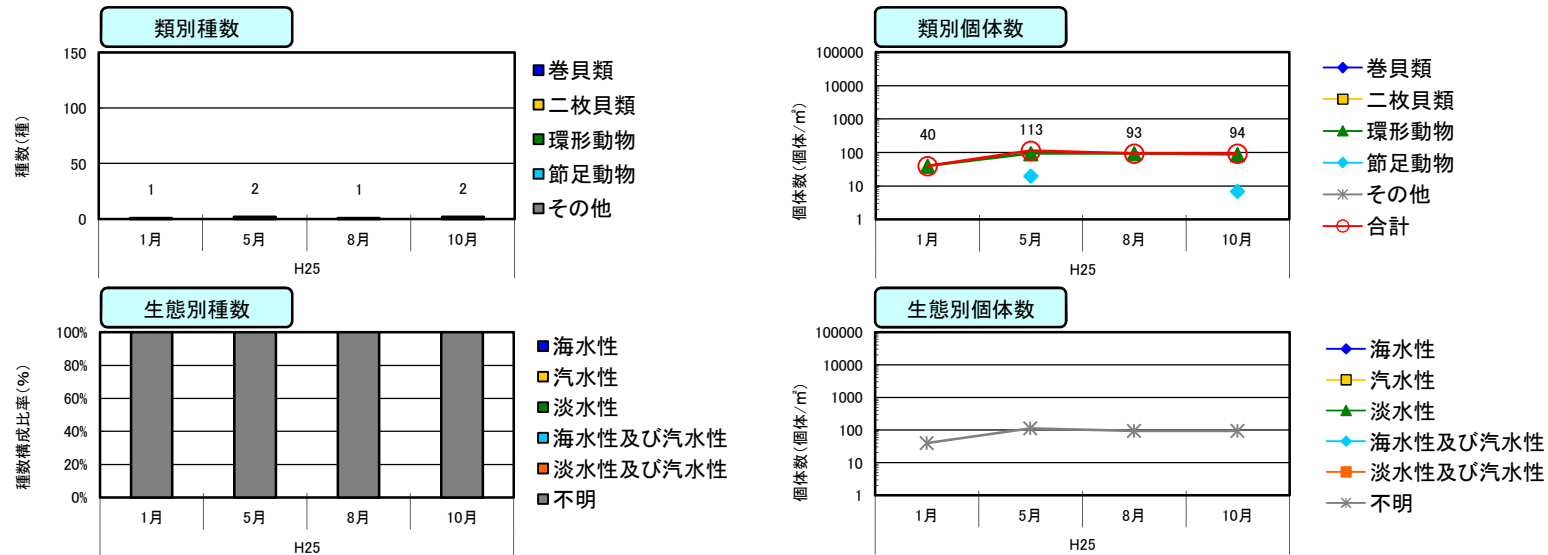 類別種数
種数(種)
150
100
50
0
1
2
1
2
1月
5月
8月
10月
H25
巻貝類
二枚貝類
環形動物
節足動物
その他
類別個体数
個体数(個体/㎡)
100000
10000
1000
100
10
1
40
113
93
94
1月
5月
8月
10月
H25
巻貝類
二枚貝類
環形動物
節足動物
その他
合計
生態別種数
種数構成比率(%)
100%
80%
60%
40%
20%
0%
1月
5月
8月
10月
H25
海水性
汽水性
淡水性
海水性及び汽水性
淡水性及び汽水性
不明
生態別個体数
個体数(個体/㎡)
100000
10000
1000
100
10
1
1月
5月
8月
10月
H25
海水性
汽水性
淡水性
海水性及び汽水性
淡水性及び汽水性
不明